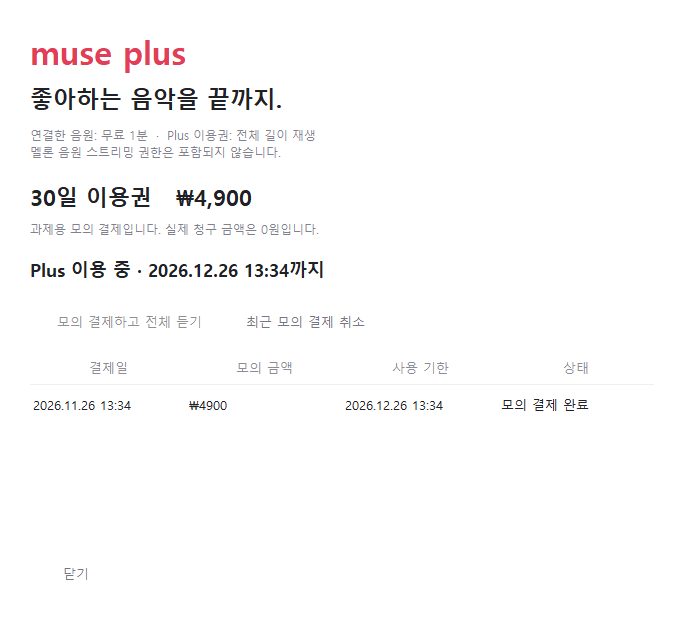 muse plus
좋아하는 음악을 끝까지.
연결한 음원: 무료 1분 · Plus 이용권: 전체 길이 재생
멜론 음원 스트리밍 권한은 포함되지 않습니다.
30일 이용권 ₩4,900
과제용 모의 결제입니다. 실제 청구 금액은 0원입니다.
Plus 이용 중 · 2026.12.26 13:34까지
모의 결제하고 전체 듣기 최근 모의 결제 취소
결제일 모의 금액 사용 기한 상태
2026.11.26 13:34 ₩4900 2026.12.26 13:34 모의 결제 완료
닫기